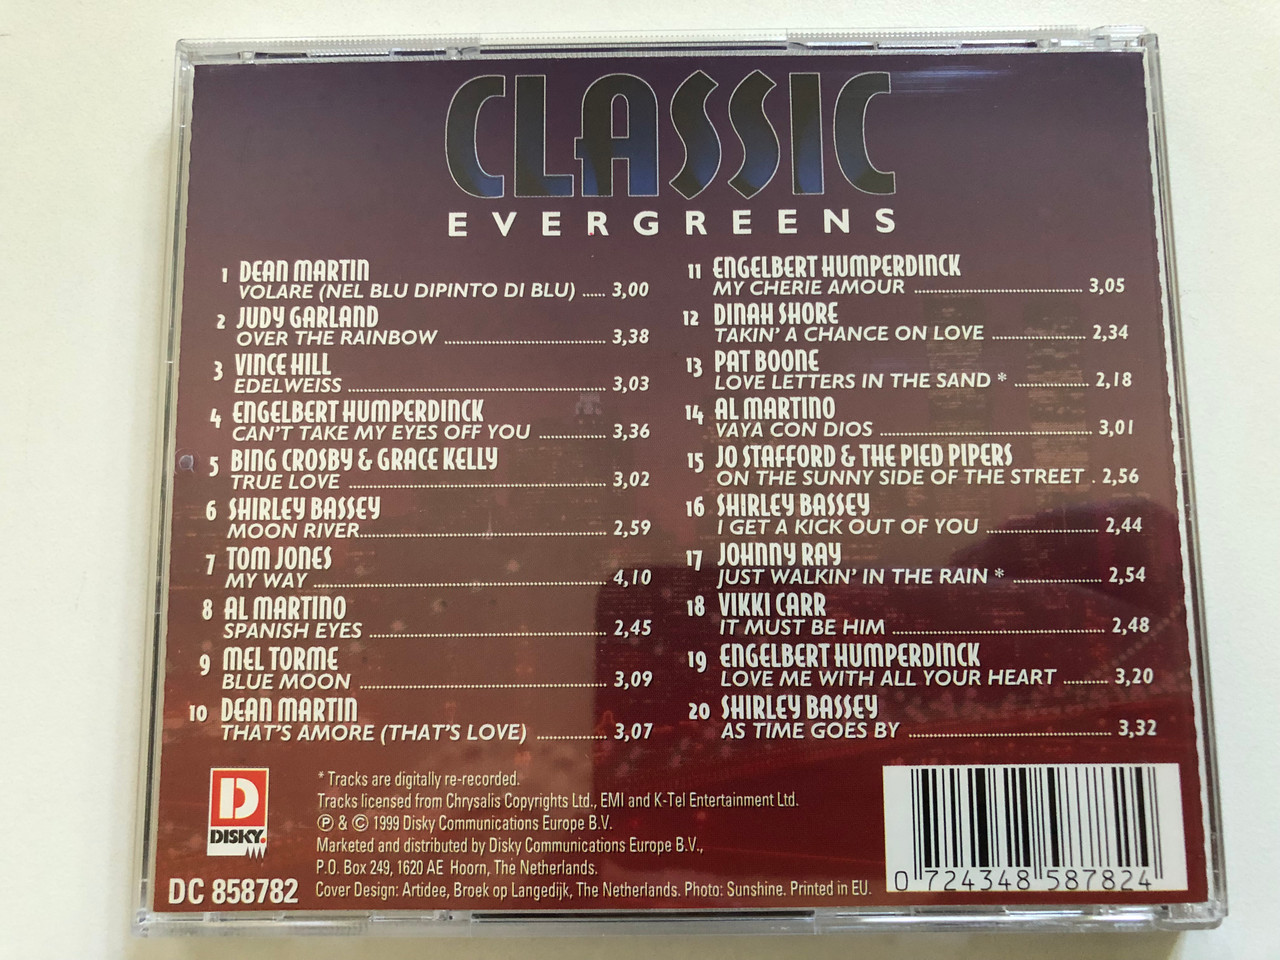 CLASSIC
EVERGREENS
1 DEAN MARTIN
VOLARE (NEL BLU DIPINTO DI BLU) ...... 3,00
2 JUDY GARLAND
OVER THE RAINBOW ...... 3,38
3 VINCE HILL
EDELWEISS ...... 3,03
4 ENGELBERT HUMPERDINCK
CAN'T TAKE MY EYES OFF YOU ...... 3,36
5 BING CROSBY & GRACE KELLY
TRUE LOVE ...... 3,02
6 SHIRLEY BASSEY
MOON RIVER...... 2,59
7 TOM JONES
MY WAY ...... 4,10
8 AL MARTINO
SPANISH EYES ...... 2,45
9 MEL TORME
BLUE MOON ...... 3,09
10 DEAN MARTIN
THAT'S AMORE (THAT'S LOVE) ...... 3,07
11 ENGELBERT HUMPERDINCK
MY CHERIE AMOUR ...... 3,05
12 DINAH SHORE
TAKIN' A CHANCE ON LOVE ...... 2,34
13 PAT BOONE
LOVE LETTERS IN THE SAND * ...... 2,18
14 AL MARTINO
VAYA CON DIOS ...... 3,01
15 JO STAFFORD & THE PIED PIPERS
ON THE SUNNY SIDE OF THE STREET . 2,56
16 SHIRLEY BASSEY
I GET A KICK OUT OF YOU ...... 2,44
17 JOHNNY RAY
JUST WALKIN' IN THE RAIN * ...... 2,54
18 VIKKI CARR
IT MUST BE HIM ...... 2,48
19 ENGELBERT HUMPERDINCK
LOVE ME WITH ALL YOUR HEART ...... 3,20
20 SHIRLEY BASSEY
AS TIME GOES BY ...... 3,32
D
DISKY.
DC 858782
* Tracks are digitally re-recorded.
Tracks licensed from Chrysalis Copyrights Ltd., EMI and K-Tel Entertainment Ltd.
Ⓟ & © 1999 Disky Communications Europe B.V.
Marketed and distributed by Disky Communications Europe B.V.,
P.O. Box 249, 1620 AE Hoorn, The Netherlands.
Cover Design: Artidee, Broek op Langedijk, The Netherlands. Photo: Sunshine. Printed in EU.
0 724348 587824